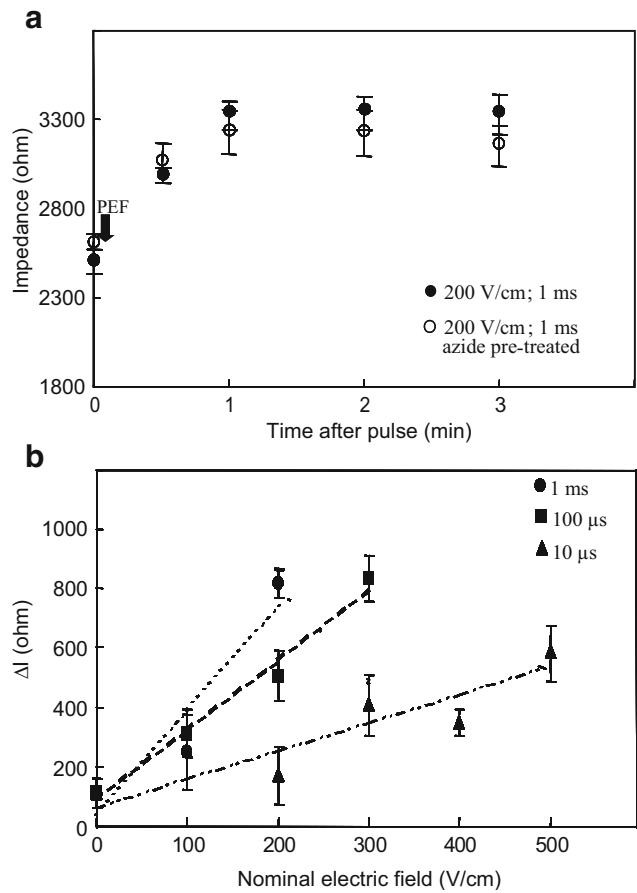 a
3300
2800
2300
1800
Impedance (ohm)
PEF
200 V/cm; 1 ms
200 V/cm; 1 ms
azide pre-treated
0
1
2
3
Time after pulse (min)
b
1000
800
600
400
200
0
ΔI (ohm)
1 ms
100 µs
10 µs
0
100
200
300
400
500
Nominal electric field (V/cm)